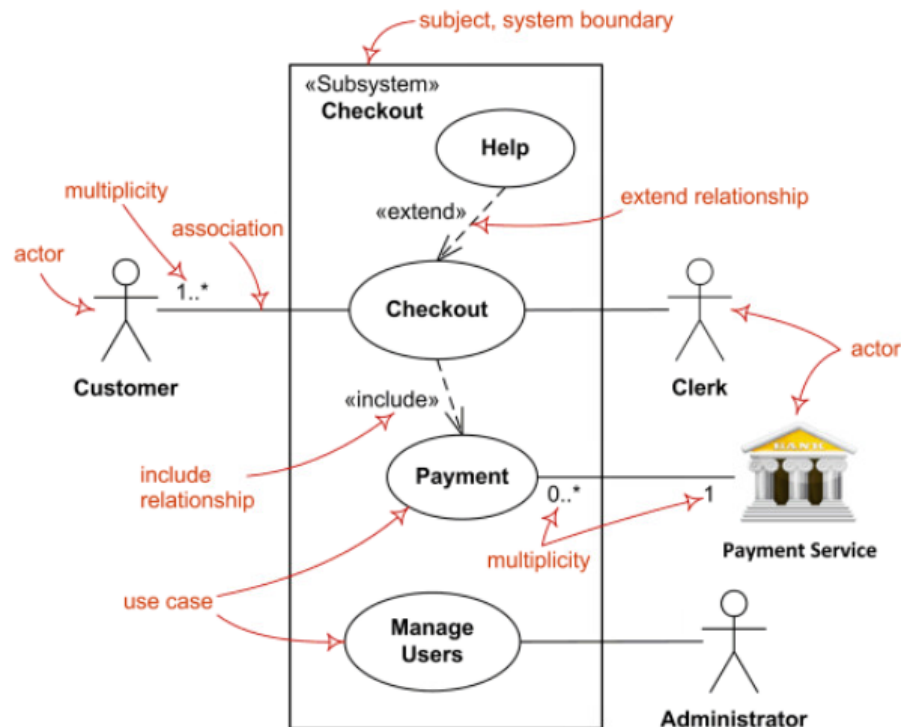 subject, system boundary
«Subsystem»
Checkout
Help
multiplicity
«extend»
extend relationship
association
actor
1..*
Checkout
Customer
Clerk
actor
«include»
include
relationship
Payment
0..*
1
BANK
Payment Service
multiplicity
use case
Manage
Users
Administrator